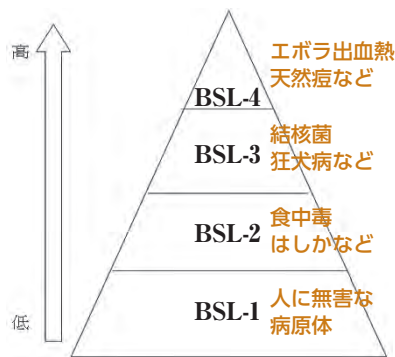 高
エボラ出血熱
天然痘など
BSL-4
結核菌
BSL-3
狂犬病など
食中毒
BSL-2
はしかなど
人に無害な
BSL-1
病原体
低